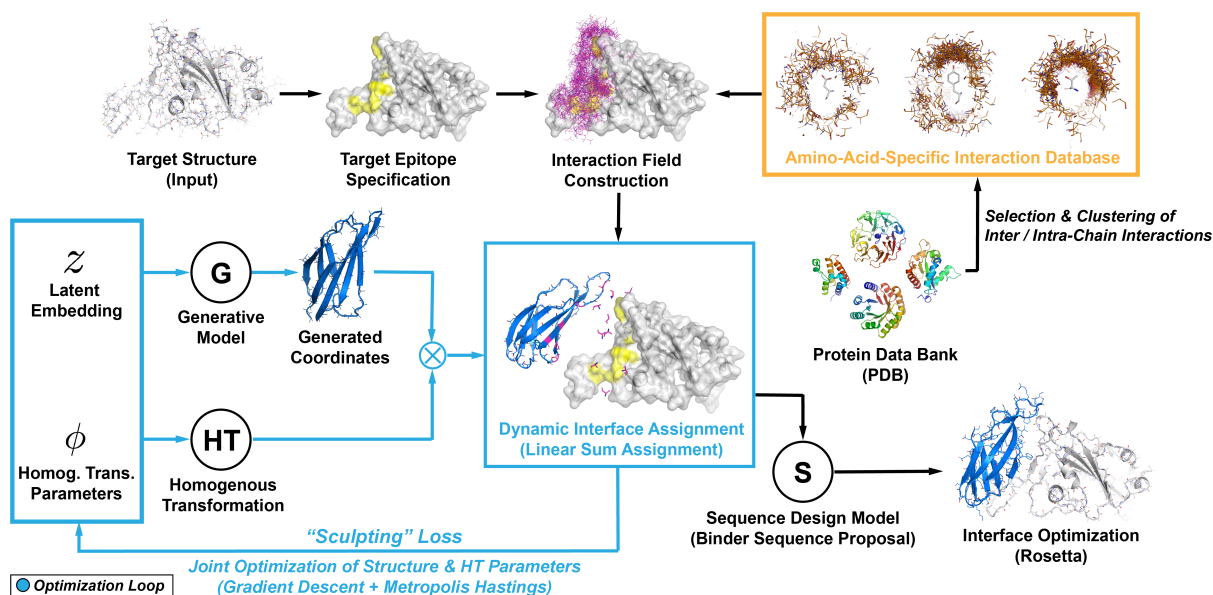 Target Structure
(Input)
Target Epitope
Specification
Interaction Field
Construction
Amino-Acid-Specific Interaction Database
Selection & Clustering of
Inter / Intra-Chain Interactions
Protein Data Bank
(PDB)
z
Latent
Embedding
G
Generative
Model
Generated
Coordinates
ϕ
Homog. Trans.
Parameters
HT
Homogenous
Transformation
Dynamic Interface Assignment
(Linear Sum Assignment)
S
Sequence Design Model
(Binder Sequence Proposal)
Interface Optimization
(Rosetta)
“Sculpting” Loss
Joint Optimization of Structure & HT Parameters
(Gradient Descent + Metropolis Hastings)
Optimization Loop